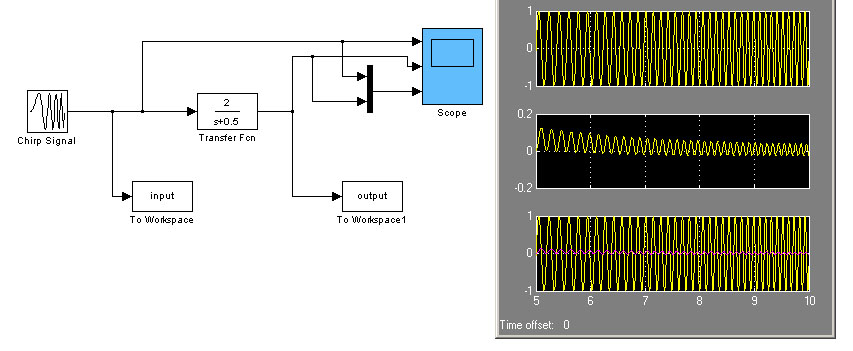 Chirp Signal
2
s+0.5
Transfer Fcn
Scope
input
To Workspace
output
To Workspace1
1
0
-1
0.2
0
-0.2
1
0
-1
5 6 7 8 9 10
Time offset: 0